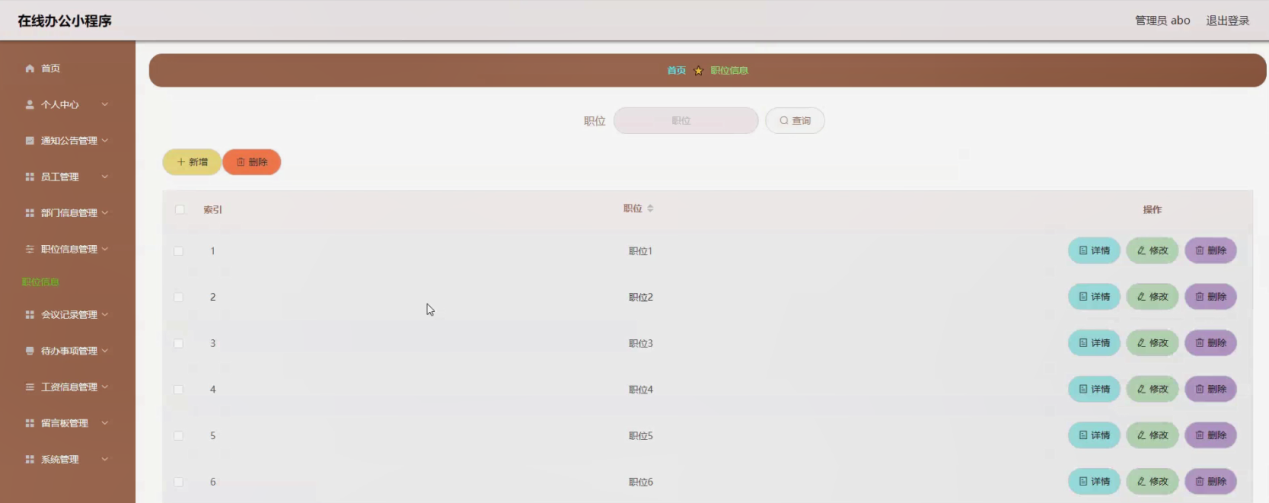 在线办公小程序
管理员 abo 退出登录
首页
个人中心
通知公告管理
员工管理
部门信息管理
职位信息管理
职位信息
会议记录管理
待办事项管理
工资信息管理
留言板管理
系统管理
首页 职位信息
职位 职位 查询
新增 删除
索引 职位 操作
1 职位1 详情 修改 删除
2 职位2 详情 修改 删除
3 职位3 详情 修改 删除
4 职位4 详情 修改 删除
5 职位5 详情 修改 删除
6 职位6 详情 修改 删除